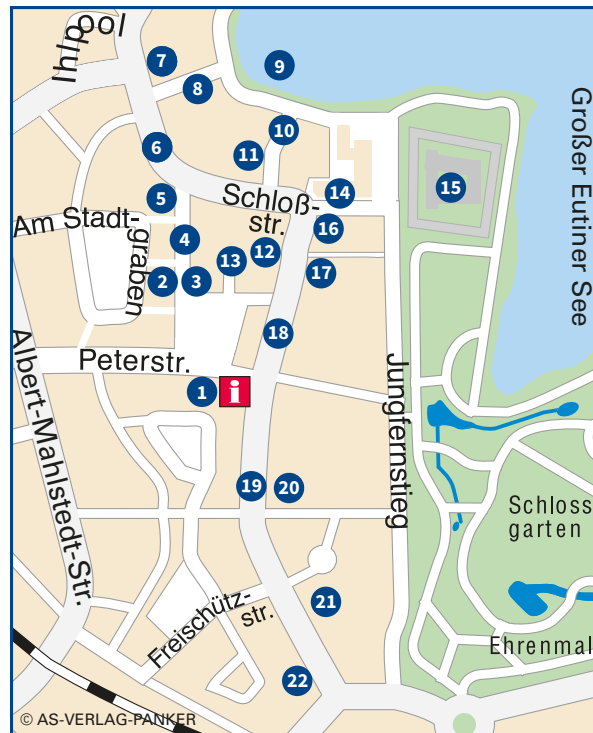 Ihlpool
7
9
8
Großer Eutiner See
10
6
11
15
14
5
Schloß-
str.
Am Stadt-
graben
16
4
12
13
17
2
3
18
Albert-Mahlstedt-Str.
Peterstr.
Jungfernstieg
1
i
19
20
Schloss
garten
21
Freischütz-
str.
Ehrenmal
22
© AS-VERLAG-PANKER